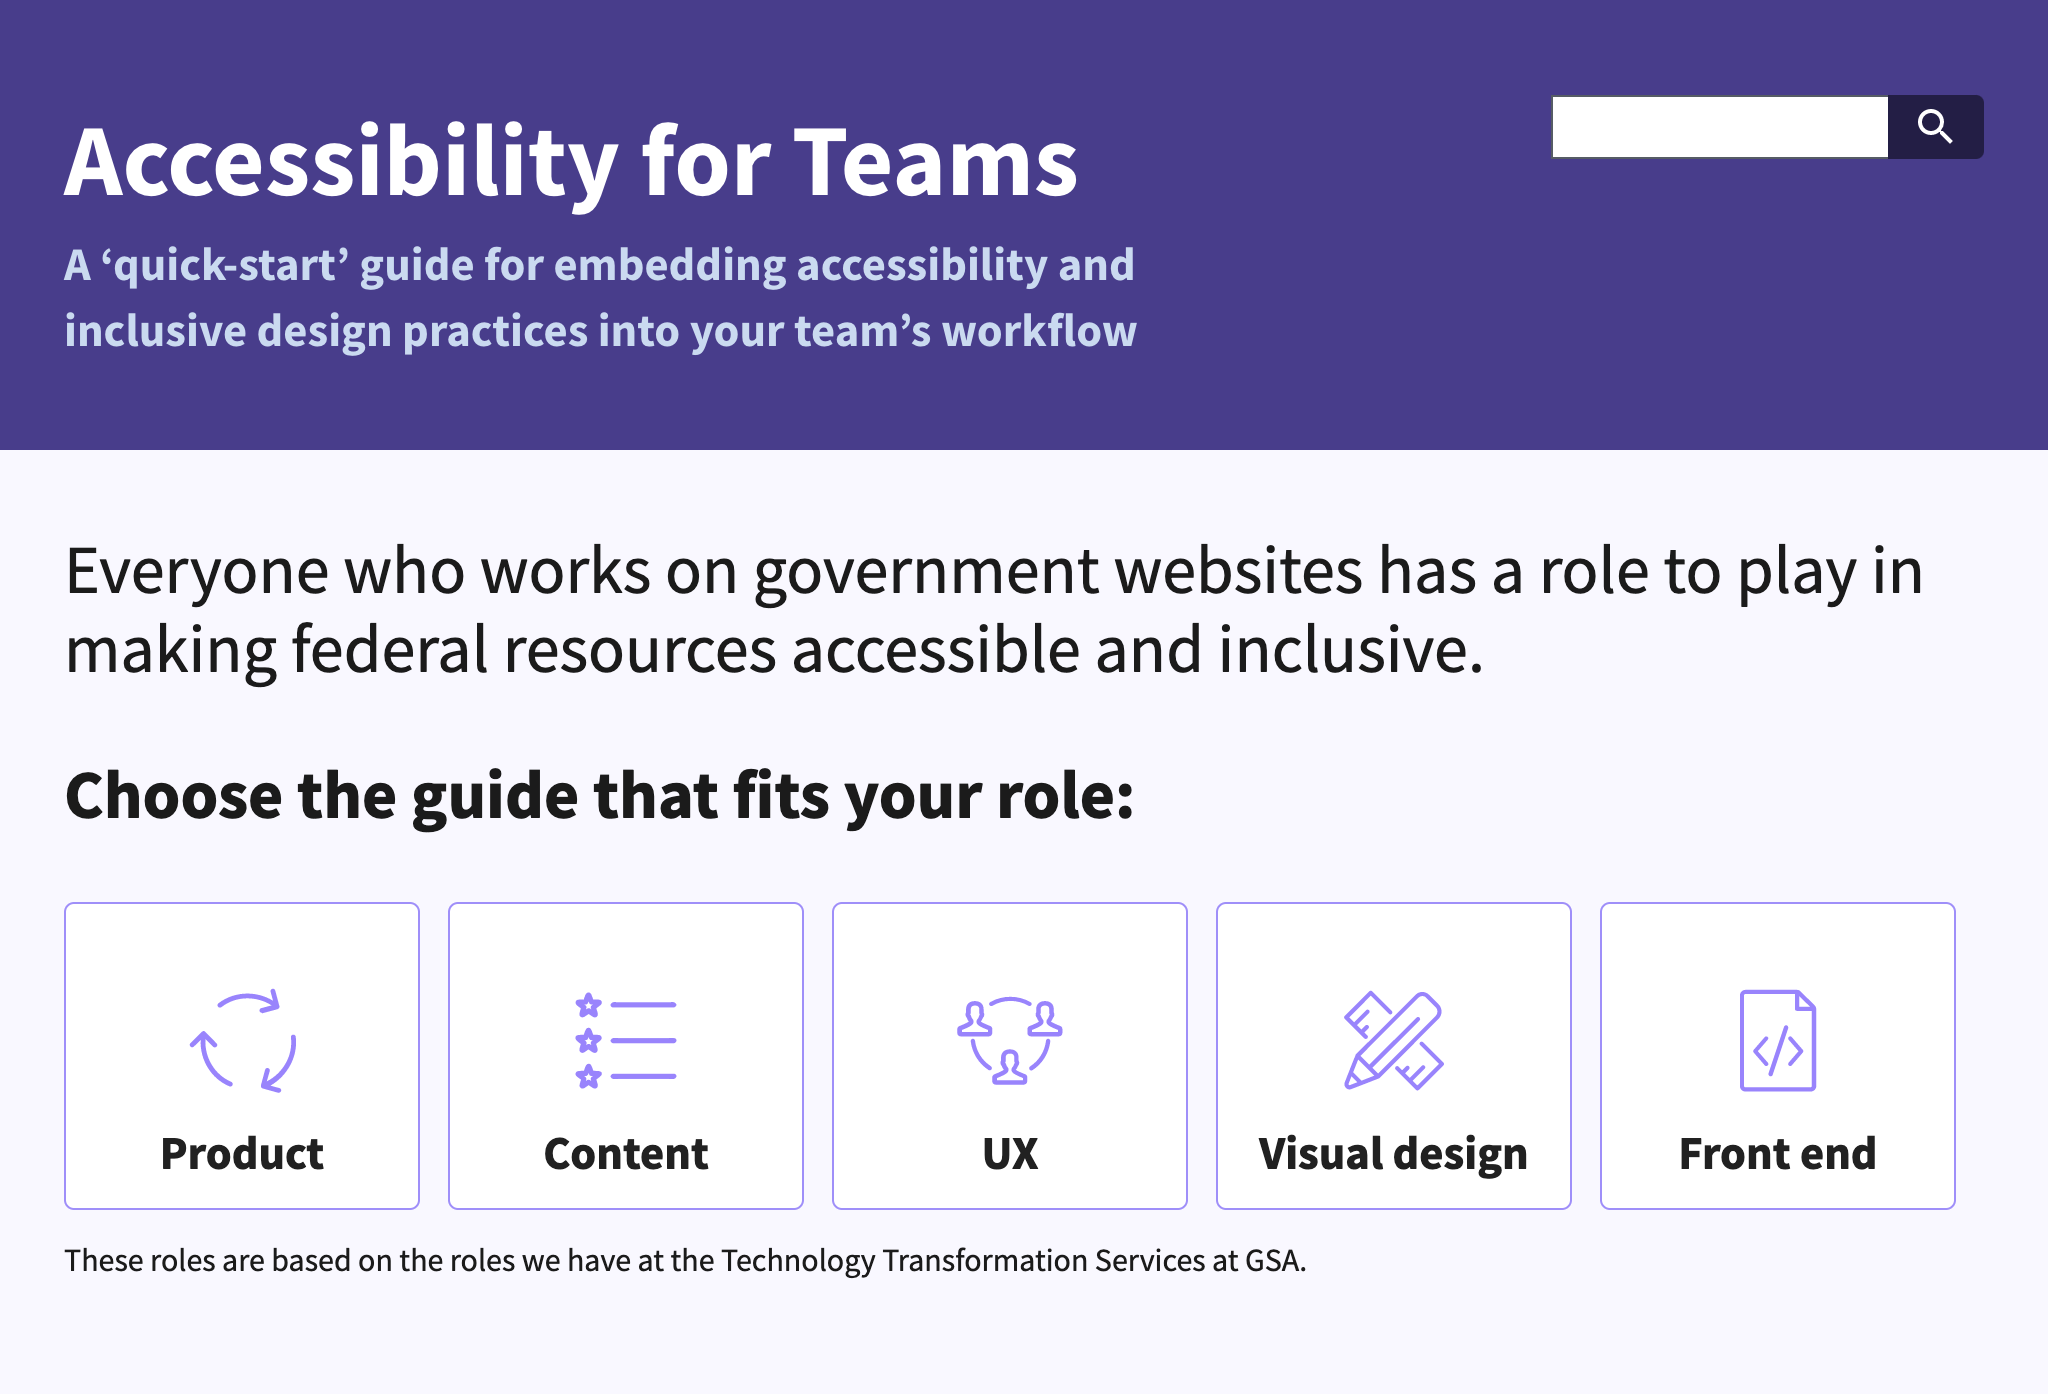 Accessibility for Teams
A ‘quick-start’ guide for embedding accessibility and
inclusive design practices into your team’s workflow
Everyone who works on government websites has a role to play in
making federal resources accessible and inclusive.
Choose the guide that fits your role:
Product
Content
UX
Visual design
Front end
These roles are based on the roles we have at the Technology Transformation Services at GSA.